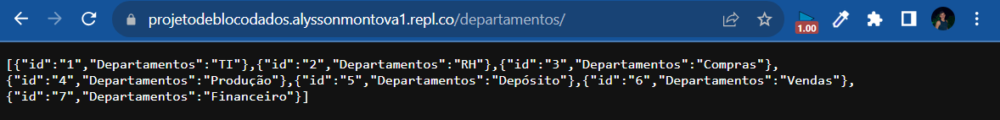 projetodeblocodados.alyssonmontova1.repl.co/departamentos/
1.00
[{"id":"1","Departamentos":"TI"},{"id":"2","Departamentos":"RH"},{"id":"3","Departamentos":"Compras"},
{"id":"4","Departamentos":"Produção"},{"id":"5","Departamentos":"Depósito"},{"id":"6","Departamentos":"Vendas"},
{"id":"7","Departamentos":"Financeiro"}]